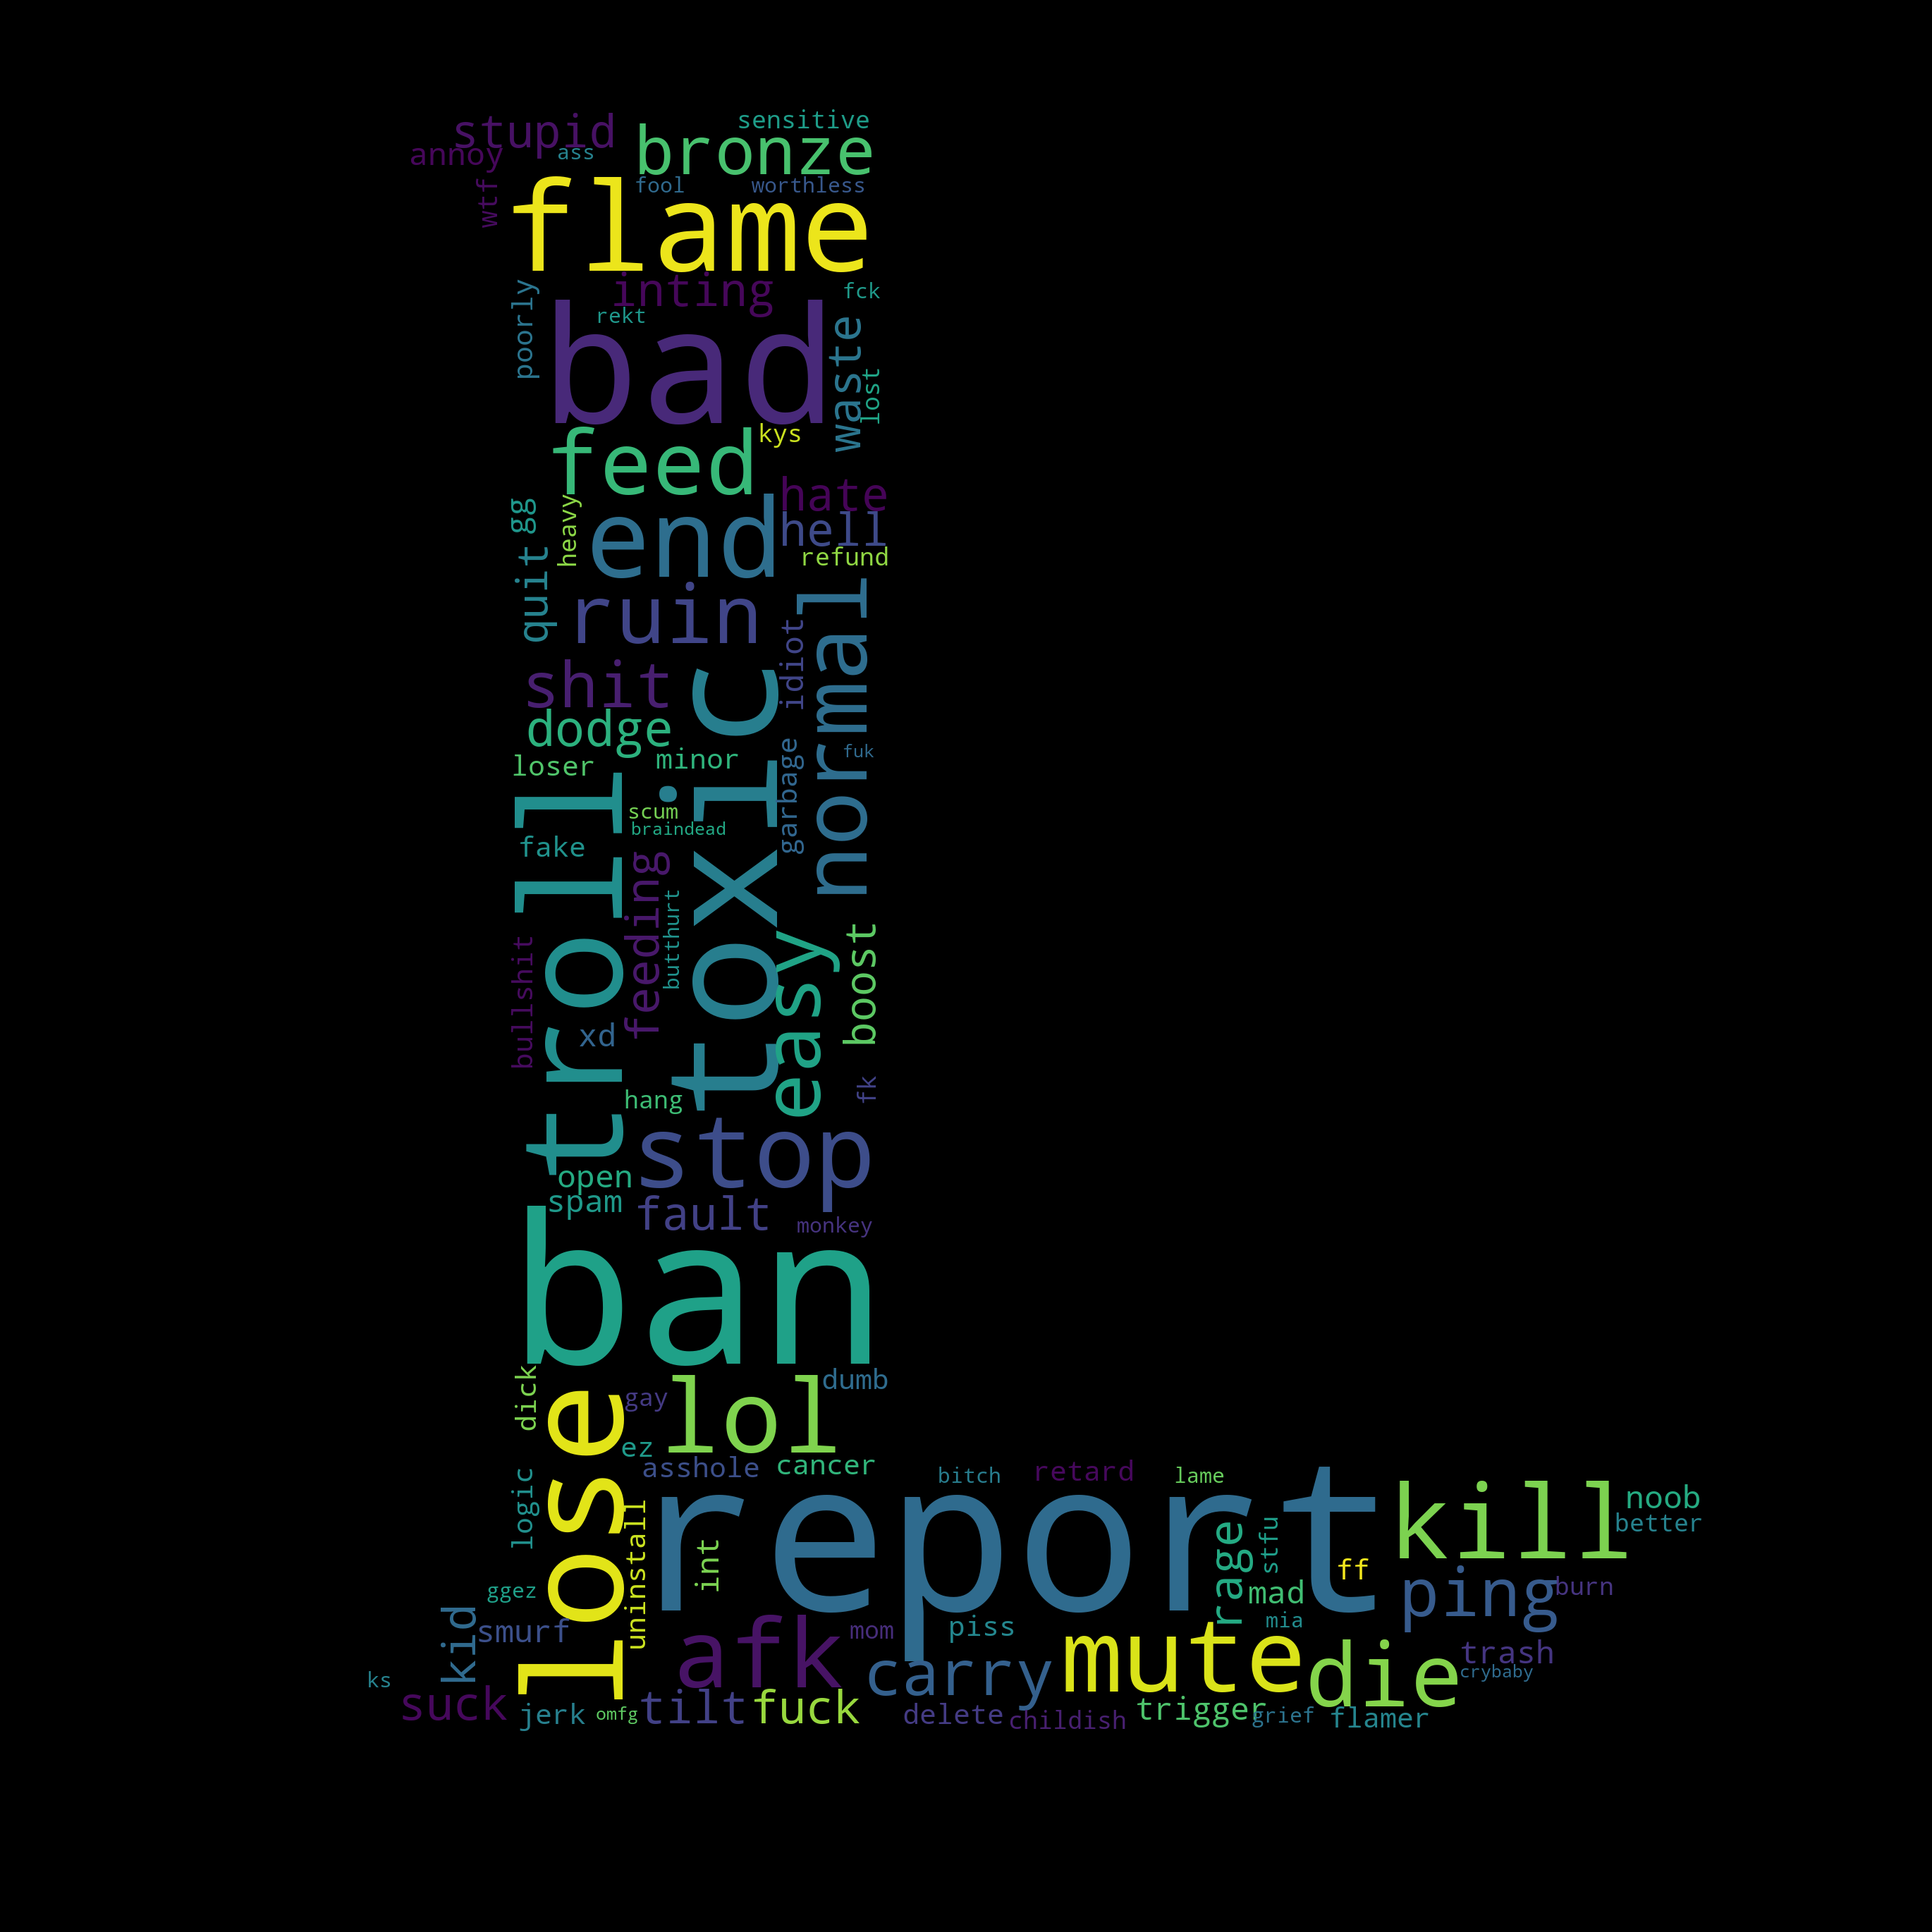 sensitive
stupid
bronze
annoy
ass
fool
worthless
wtf
flame
inting
fck
poorly
rekt
bad
waste
lost
feed
kys
hate
gg
heavy
end
hell
refund
quit
ruin
normal
idiot
shit
toxic
dodge
loser
minor
garbage
fuk
troll
scum
braindead
fake
feeding
butthurt
easy
boost
bullshit
xd
fk
hang
stop
open
spam
fault
monkey
ban
dick
lose
gay
lol
dumb
ez
asshole
cancer
bitch
retard
lame
logic
report
kill
noob
better
uninstall
int
rage
stfu
ff
ping
burn
ggez
mad
kid
smurf
afk
mom
piss
mia
mute
die
trash
crybaby
ks
carry
suck
jerk
omfg
tilt
fuck
delete
childish
trigger
grief
flamer